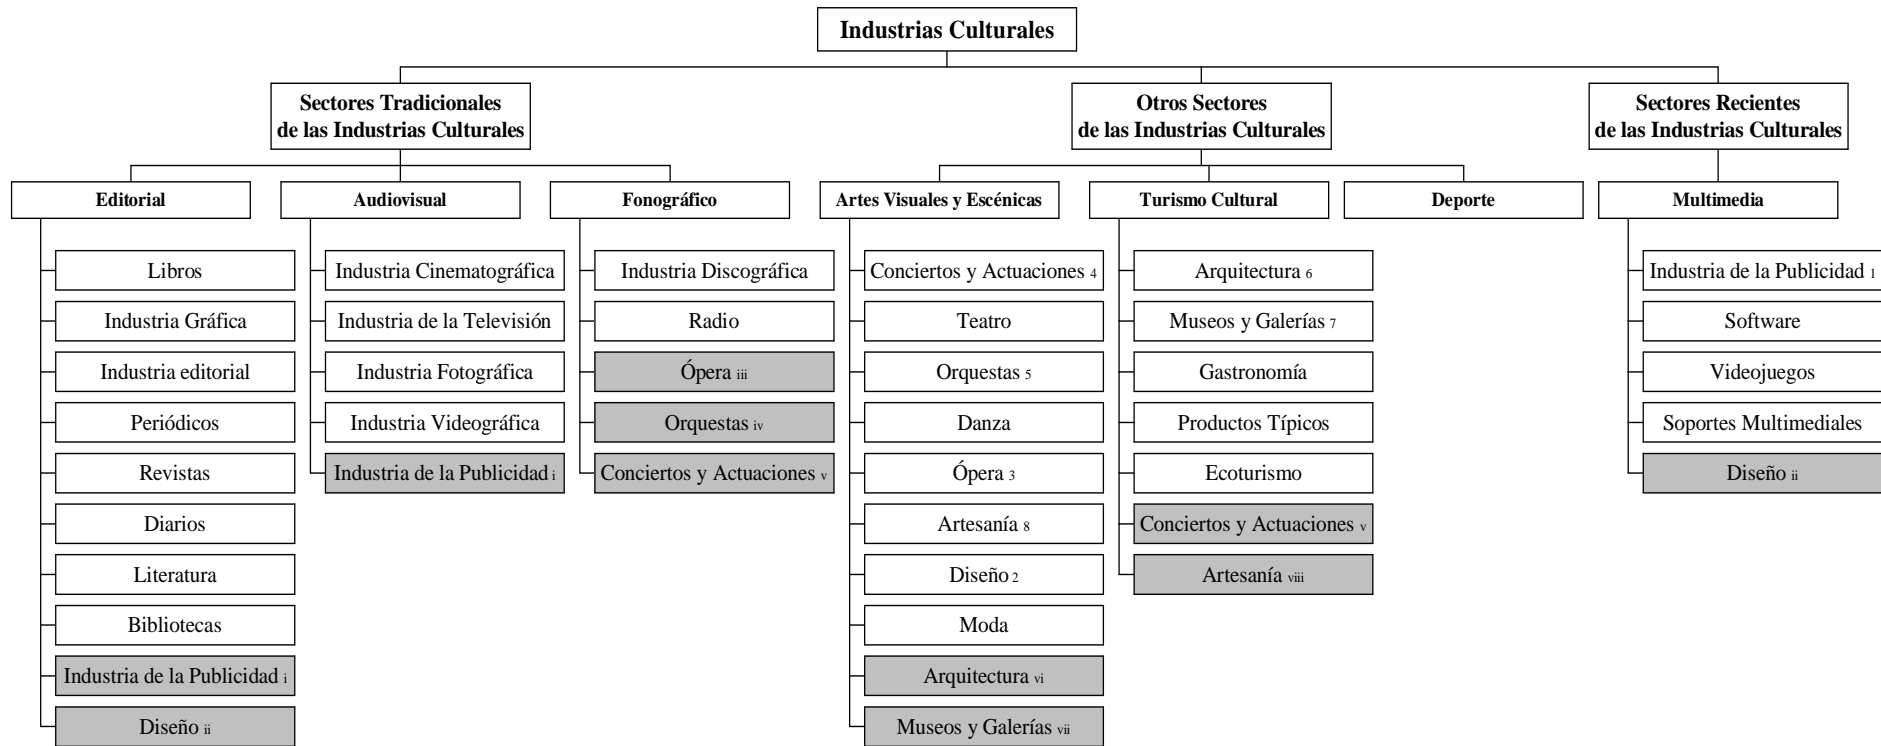 Industrias Culturales
Sectores Tradicionales
de las Industrias Culturales
Otros Sectores
de las Industrias Culturales
Sectores Recientes
de las Industrias Culturales
Editorial
Audiovisual
Fonográfico
Artes Visuales y Escénicas
Turismo Cultural
Deporte
Multimedia
Libros
Industria Gráfica
Industria editorial
Periódicos
Revistas
Diarios
Literatura
Bibliotecas
Industria de la Publicidad i
Diseño ii
Industria Cinematográfica
Industria de la Televisión
Industria Fotográfica
Industria Videográfica
Industria de la Publicidad i
Industria Discográfica
Radio
Ópera iii
Orquestas iv
Conciertos y Actuaciones v
Conciertos y Actuaciones 4
Teatro
Orquestas 5
Danza
Ópera 3
Artesanía 8
Diseño 2
Moda
Arquitectura vi
Museos y Galerías vii
Arquitectura 6
Museos y Galerías 7
Gastronomía
Productos Típicos
Ecoturismo
Conciertos y Actuaciones v
Artesanía viii
Industria de la Publicidad 1
Software
Videojuegos
Soportes Multimediales
Diseño ii